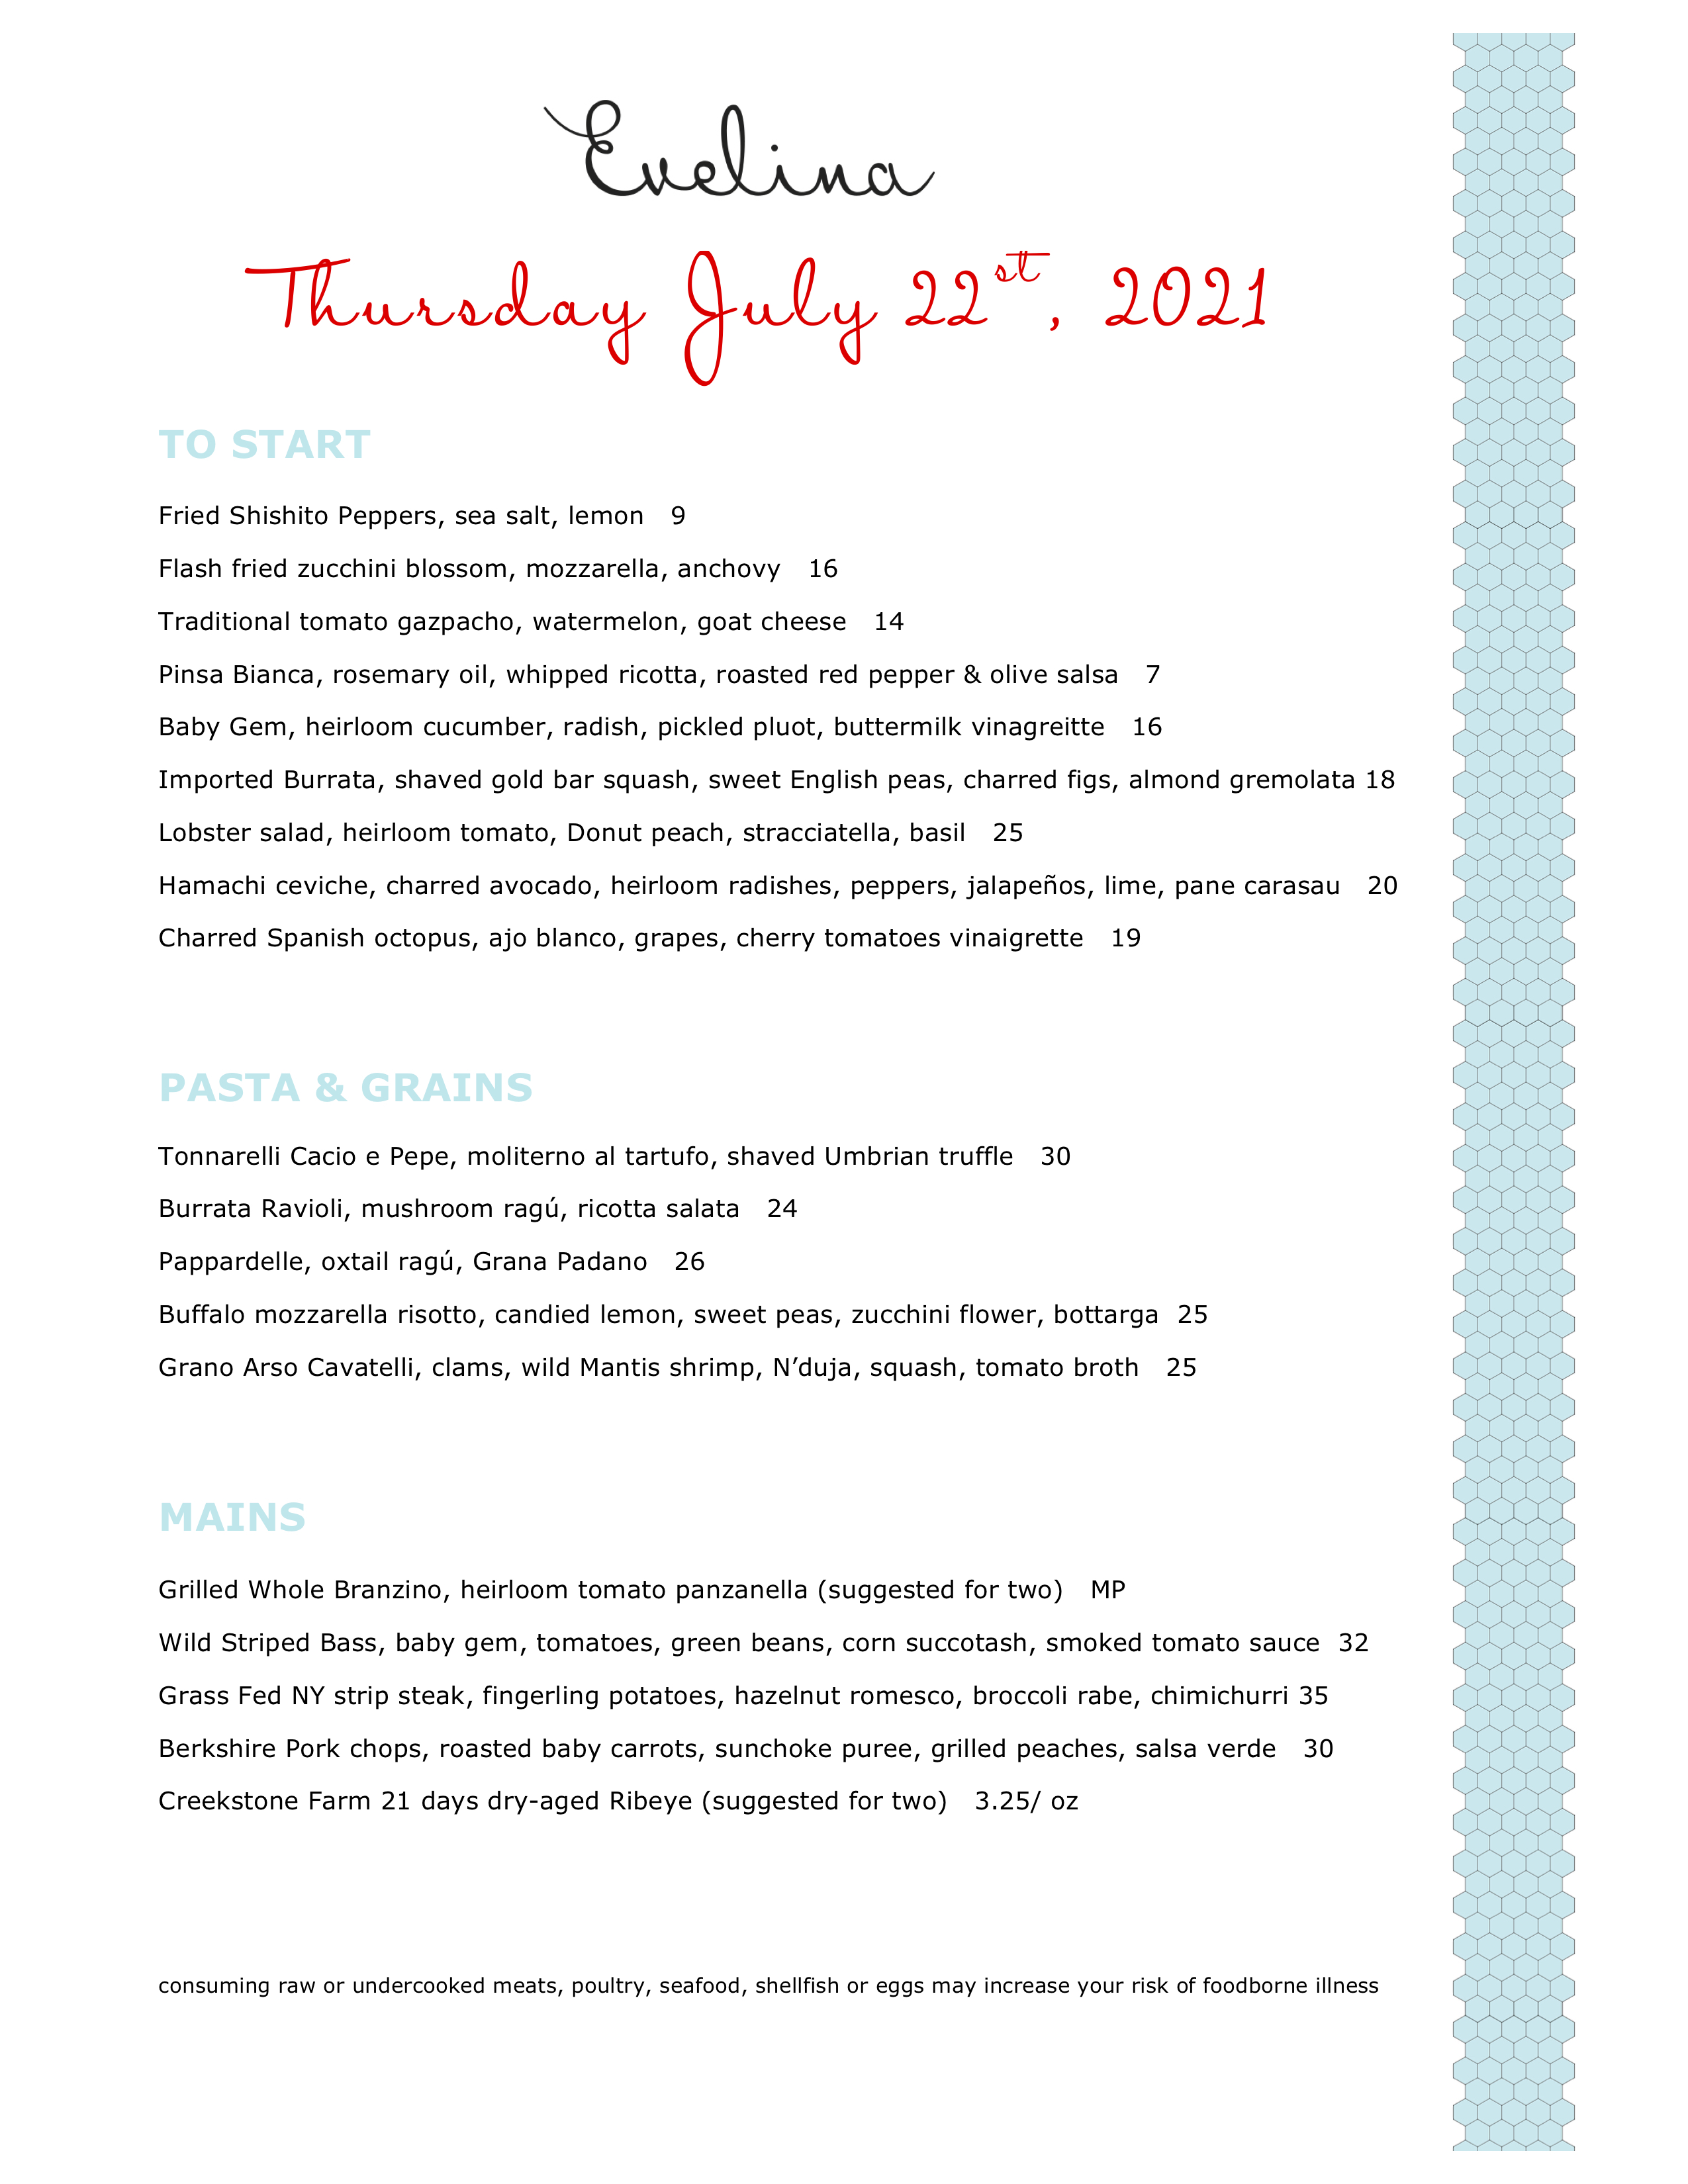 Evelina
Thursday July 22st, 2021
TO START
Fried Shishito Peppers, sea salt, lemon 9
Flash fried zucchini blossom, mozzarella, anchovy 16
Traditional tomato gazpacho, watermelon, goat cheese 14
Pinsa Bianca, rosemary oil, whipped ricotta, roasted red pepper & olive salsa 7
Baby Gem, heirloom cucumber, radish, pickled pluot, buttermilk vinagreitte 16
Imported Burrata, shaved gold bar squash, sweet English peas, charred figs, almond gremolata 18
Lobster salad, heirloom tomato, Donut peach, stracciatella, basil 25
Hamachi ceviche, charred avocado, heirloom radishes, peppers, jalapeños, lime, pane carasau 20
Charred Spanish octopus, ajo blanco, grapes, cherry tomatoes vinaigrette 19
PASTA & GRAINS
Tonnarelli Cacio e Pepe, moliterno al tartufo, shaved Umbrian truffle 30
Burrata Ravioli, mushroom ragú, ricotta salata 24
Pappardelle, oxtail ragú, Grana Padano 26
Buffalo mozzarella risotto, candied lemon, sweet peas, zucchini flower, bottarga 25
Grano Arso Cavatelli, clams, wild Mantis shrimp, N’duja, squash, tomato broth 25
MAINS
Grilled Whole Branzino, heirloom tomato panzanella (suggested for two) MP
Wild Striped Bass, baby gem, tomatoes, green beans, corn succotash, smoked tomato sauce 32
Grass Fed NY strip steak, fingerling potatoes, hazelnut romesco, broccoli rabe, chimichurri 35
Berkshire Pork chops, roasted baby carrots, sunchoke puree, grilled peaches, salsa verde 30
Creekstone Farm 21 days dry-aged Ribeye (suggested for two) 3.25/ oz
consuming raw or undercooked meats, poultry, seafood, shellfish or eggs may increase your risk of foodborne illness